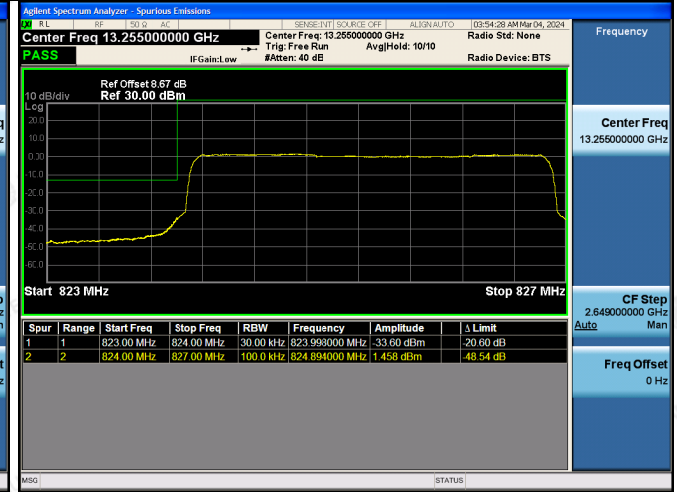 Agilent Spectrum Analyzer - Spurious Emissions
RL RF 50 Ω AC SENSE:INT SOURCE OFF ALIGN AUTO 03:54:28 AM Mar 04, 2024
Center Freq 13.255000000 GHz
Center Freq: 13.255000000 GHz
Radio Std: None
Trig: Free Run Avg|Hold: 10/10
PASS
IFGain:Low
#Atten: 40 dB
Radio Device: BTS
Ref Offset 8.67 dB
10 dB/div Ref 30.00 dBm
Log
20.0
10.0
0.00
-10.0
-20.0
-30.0
-40.0
-50.0
-60.0
Start 823 MHz Stop 827 MHz
Spur Range Start Freq Stop Freq RBW Frequency Amplitude Δ Limit
1 1 823.00 MHz 824.00 MHz 30.00 kHz 823.998000 MHz -33.60 dBm -20.60 dB
2 2 824.00 MHz 827.00 MHz 100.0 kHz 824.894000 MHz 1.458 dBm -48.54 dB
MSG STATUS
Frequency
Center Freq
13.255000000 GHz
CF Step
2.649000000 GHz
Auto Man
Freq Offset
0 Hz